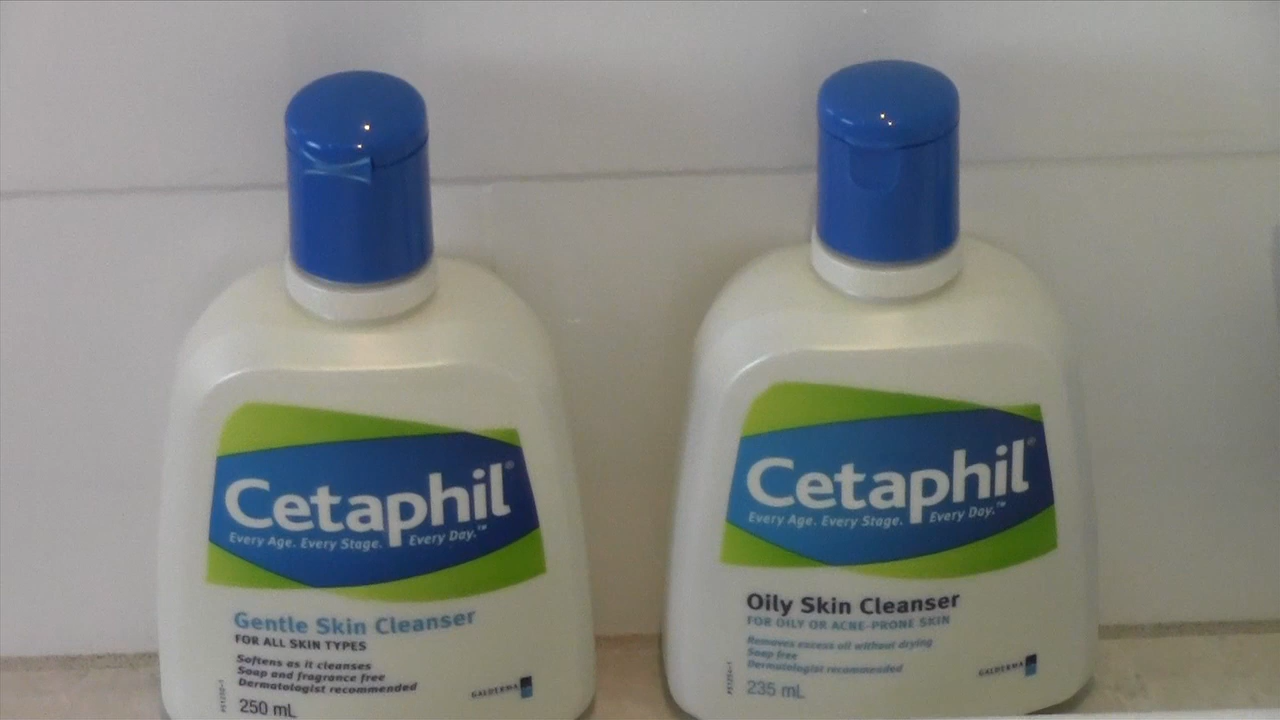 Cetaphil®
Every Age. Every Stage. Every Day.™
Gentle Skin Cleanser
FOR ALL SKIN TYPES
Softens as it cleanses
Soap and fragrance free
Dermatologist recommended
GALDERMA
250 mL
Cetaphil®
Every Age. Every Stage. Every Day.™
Oily Skin Cleanser
FOR OILY OR ACNE-PRONE SKIN
Removes excess oil without drying
Soap free
Dermatologist recommended
GALDERMA
235 mL